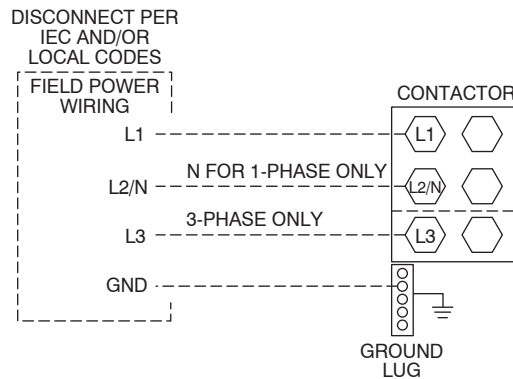 DISCONNECT PER
IEC AND/OR
LOCAL CODES
FIELD POWER
WIRING
CONTACTOR
L1
L1
L2/N
N FOR 1-PHASE ONLY
L2/N
L3
3-PHASE ONLY
L3
GND
GROUND
LUG